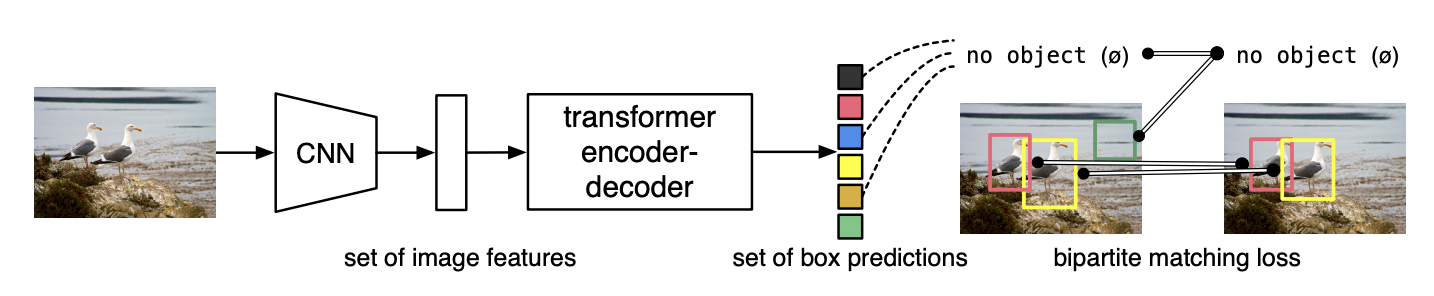 no object (ø)
no object (ø)
CNN
transformer
encoder-
decoder
set of image features
set of box predictions
bipartite matching loss